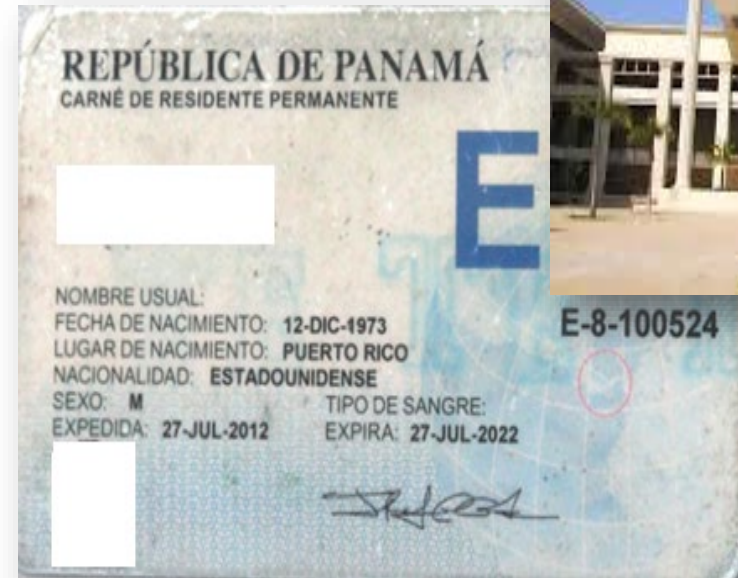 REPÚBLICA DE PANAMÁ
CARNÉ DE RESIDENTE PERMANENTE
E
NOMBRE USUAL:
FECHA DE NACIMIENTO: 12-DIC-1973
LUGAR DE NACIMIENTO: PUERTO RICO
NACIONALIDAD: ESTADOUNIDENSE
SEXO: M TIPO DE SANGRE:
EXPEDIDA: 27-JUL-2012 EXPIRA: 27-JUL-2022
E-8-100524